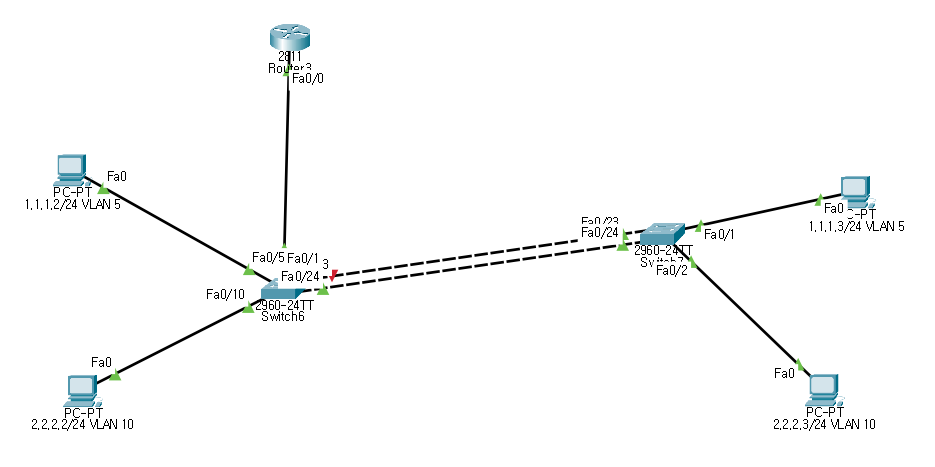 2811
Router3
Fa0/0
Fa0
PC-PT
1.1.1.2/24 VLAN 5
Fa0
PC-PT
1.1.1.3/24 VLAN 5
Fa0/23
Fa0/24
Fa0/1
2960-24TT
Switch7
Fa0/2
Fa0/5
Fa0/1
3
Fa0/24
Fa0/10
2960-24TT
Switch6
Fa0
PC-PT
2.2.2.2/24 VLAN 10
Fa0
PC-PT
2.2.2.3/24 VLAN 10